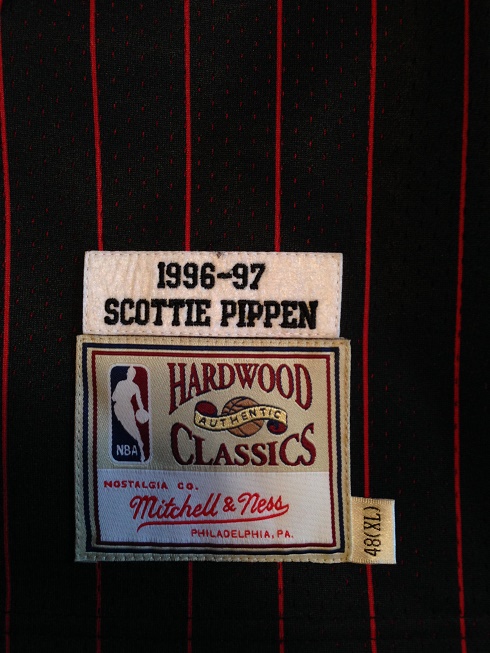 1996-97
SCOTTIE PIPPEN
HARDWOOD
AUTHENTIC
CLASSICS
NBA
NOSTALGIA CO.
Mitchell & Ness
PHILADELPHIA, PA.
48(XL)